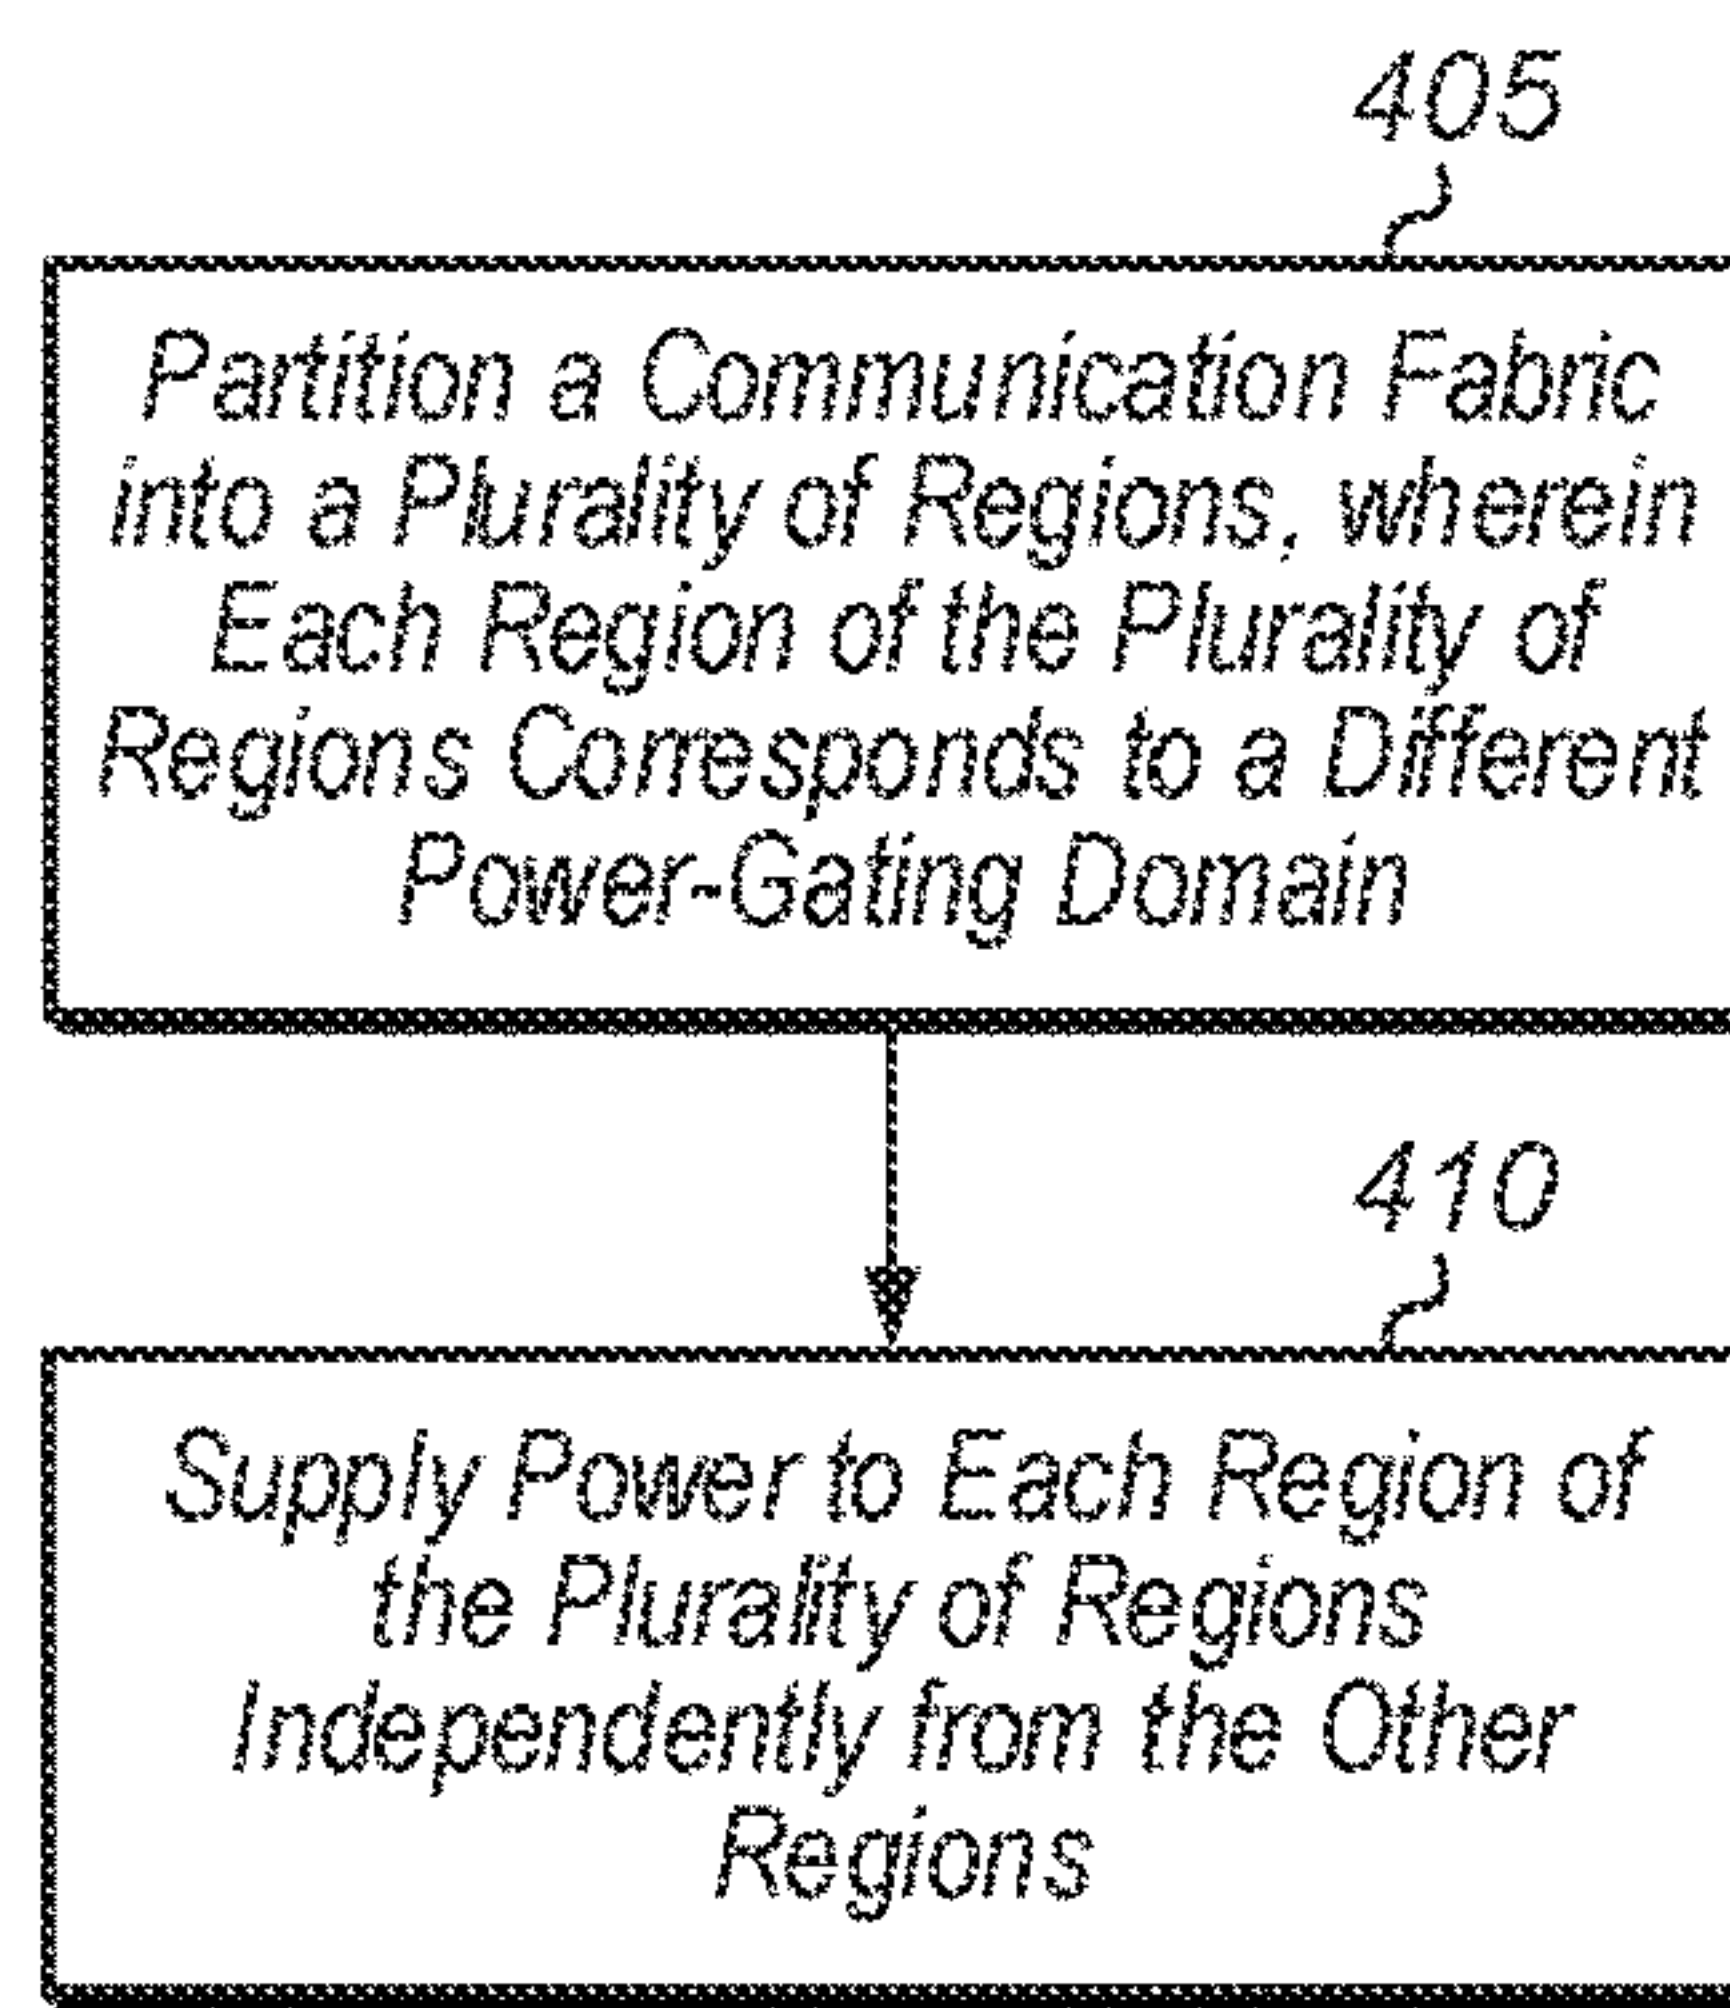 405
Partition a Communication Fabric
into a Plurality of Regions, wherein
Each Region of the Plurality of
Regions Corresponds to a Different
Power-Gating Domain
410
Supply Power to Each Region of
the Plurality of Regions
Independently from the Other
Regions